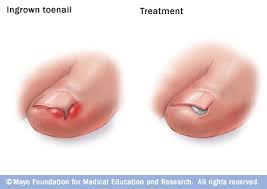 Ingrown toenail
Treatment
© Mayo Foundation for Medical Education and Research. All rights reserved.